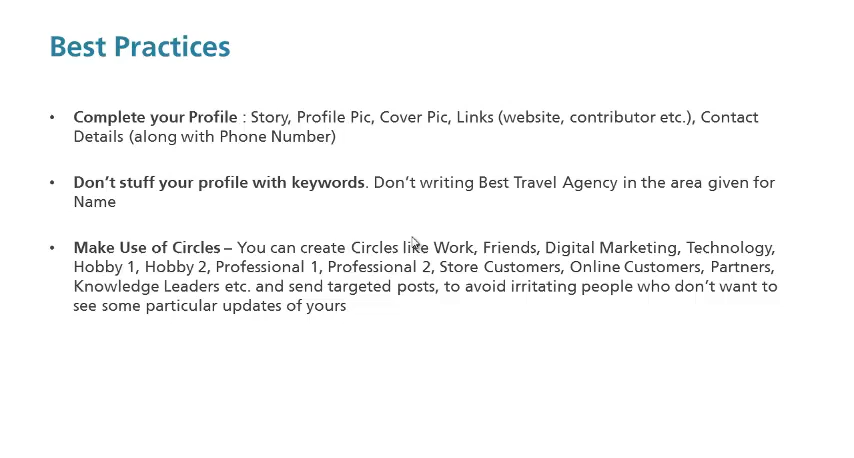 Best Practices
• Complete your Profile : Story, Profile Pic, Cover Pic, Links (website, contributor etc.), Contact
Details (along with Phone Number)
• Don’t stuff your profile with keywords. Don’t writing Best Travel Agency in the area given for
Name
• Make Use of Circles – You can create Circles like Work, Friends, Digital Marketing, Technology,
Hobby 1, Hobby 2, Professional 1, Professional 2, Store Customers, Online Customers, Partners,
Knowledge Leaders etc. and send targeted posts, to avoid irritating people who don’t want to
see some particular updates of yours